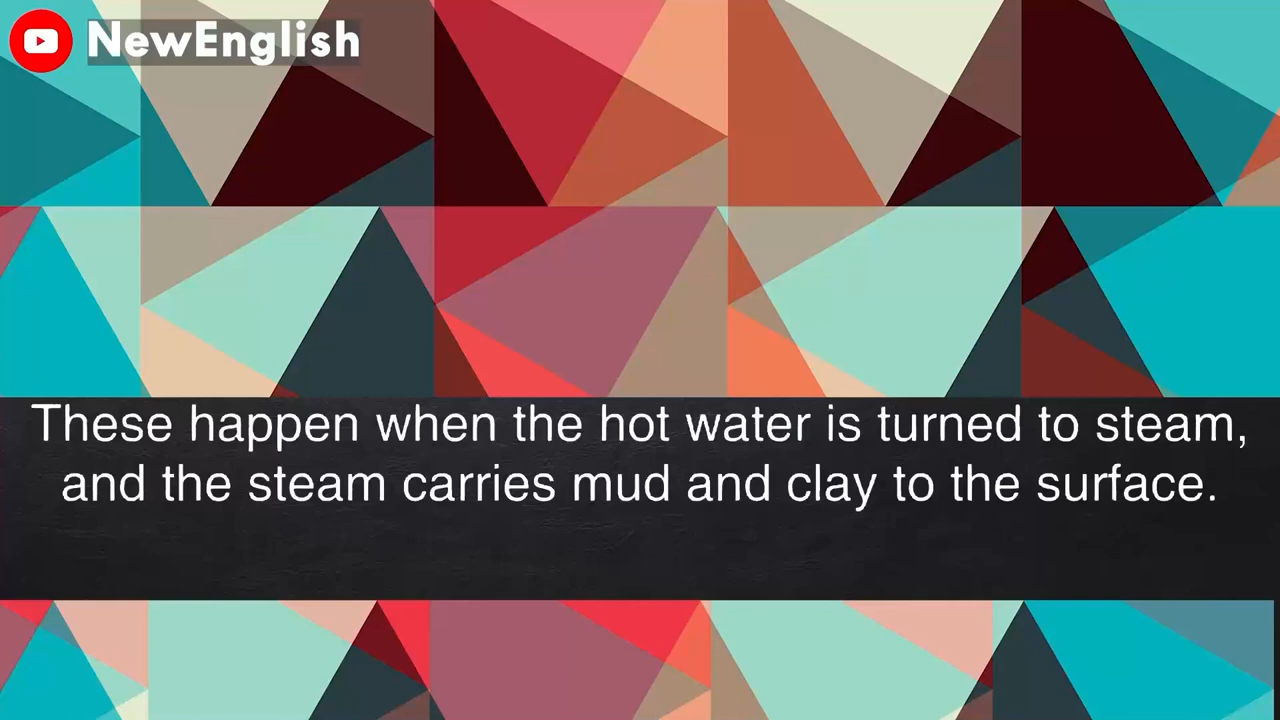 NewEnglish
These happen when the hot water is turned to steam,
and the steam carries mud and clay to the surface.